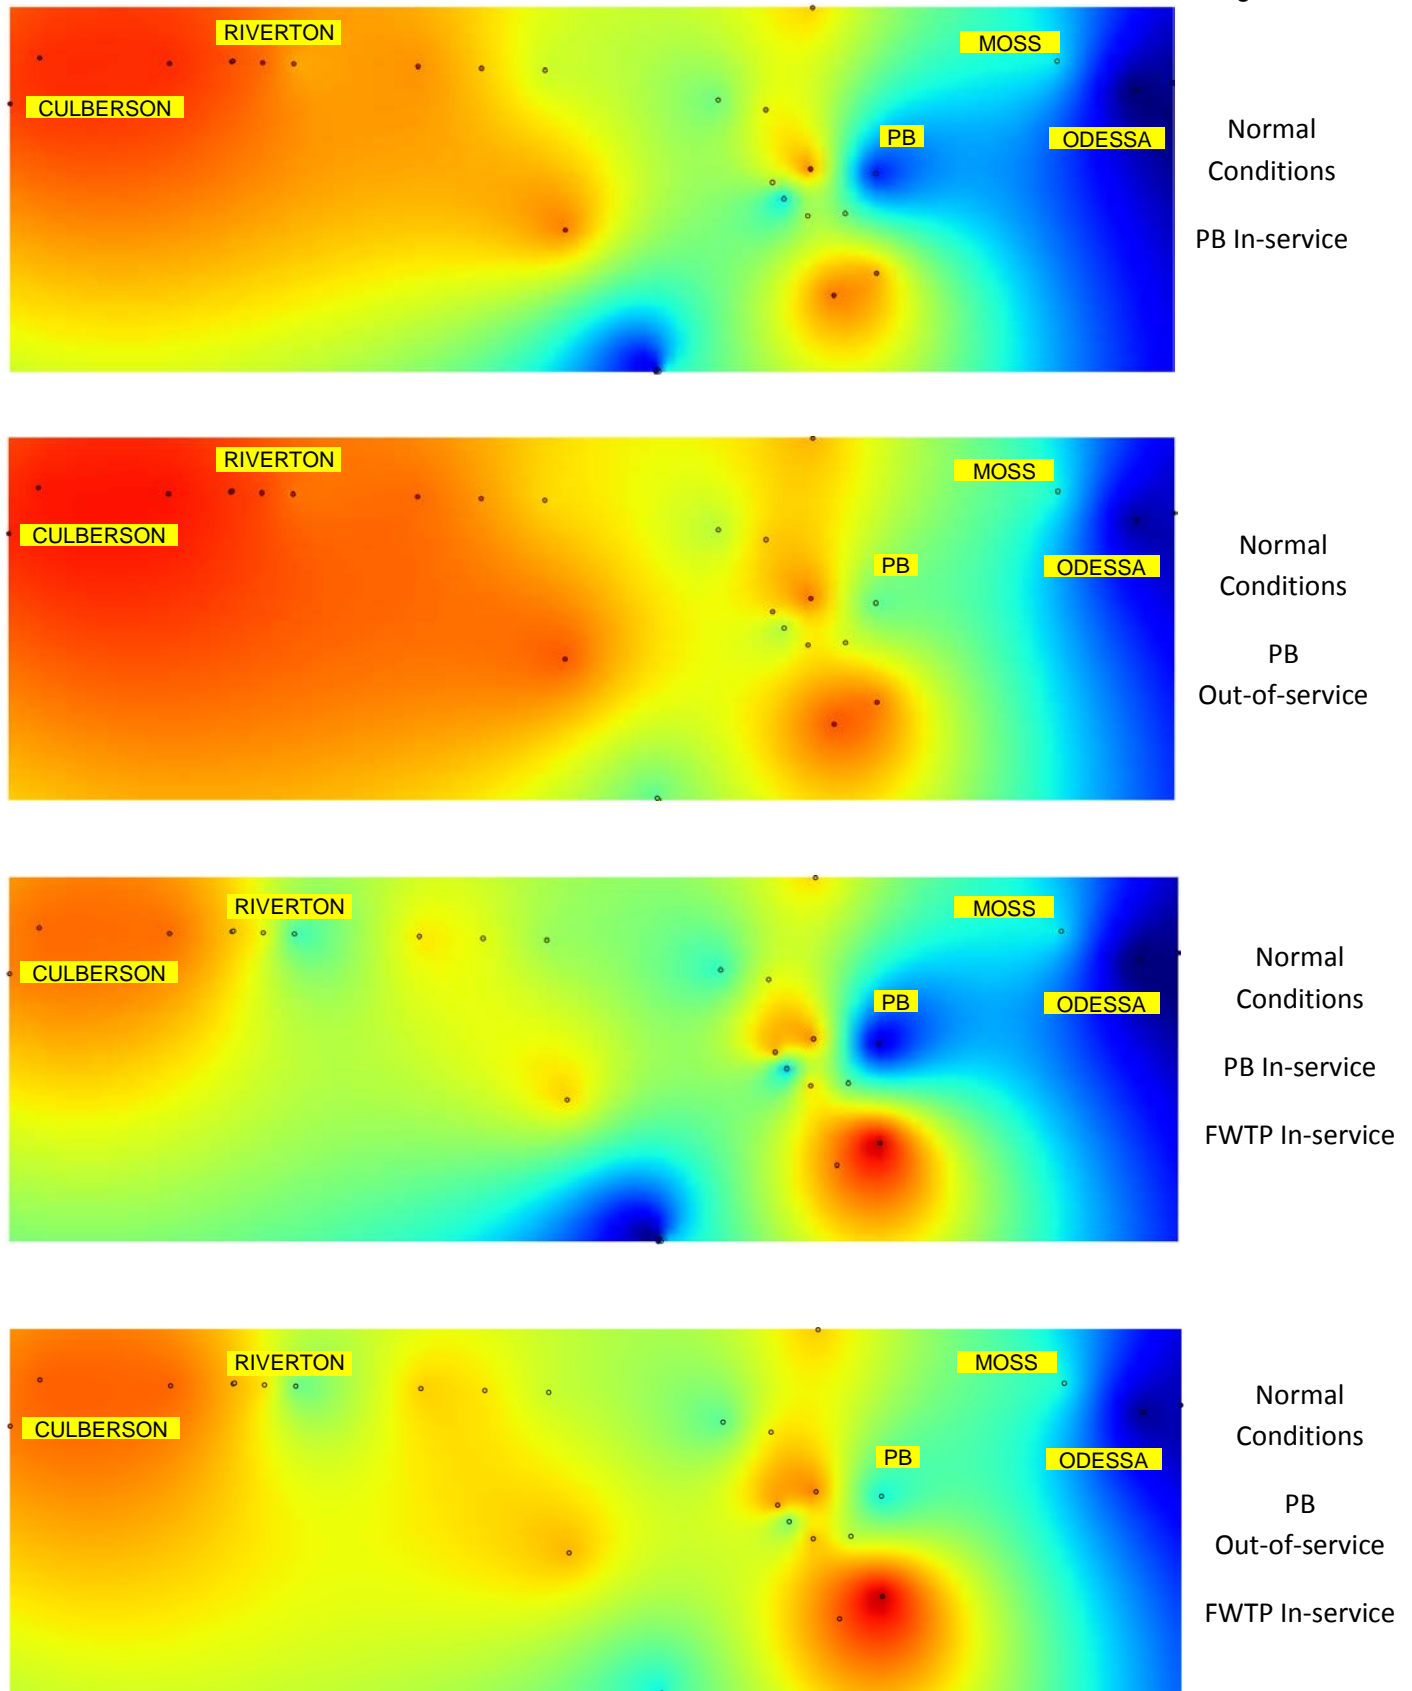 RIVERTON
MOSS
CULBERSON
PB
ODESSA
Normal
Conditions
PB In-service
RIVERTON
MOSS
CULBERSON
PB
ODESSA
Normal
Conditions
PB
Out-of-service
RIVERTON
MOSS
CULBERSON
PB
ODESSA
Normal
Conditions
PB In-service
FWTP In-service
RIVERTON
MOSS
CULBERSON
PB
ODESSA
Normal
Conditions
PB
Out-of-service
FWTP In-service